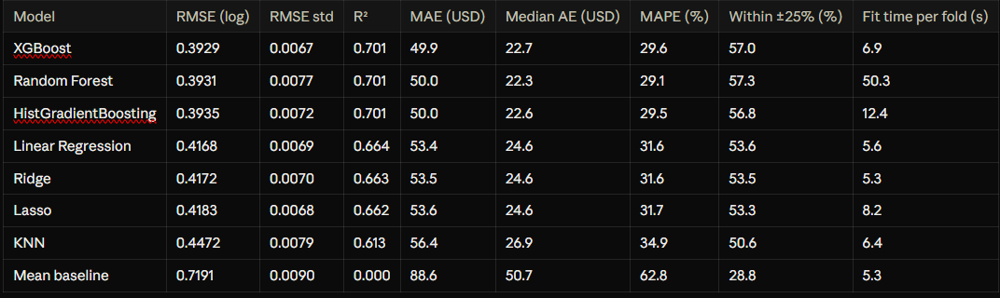 Model RMSE (log) RMSE std R² MAE (USD) Median AE (USD) MAPE (%) Within ±25% (%) Fit time per fold (s)
XGBoost 0.3929 0.0067 0.701 49.9 22.7 29.6 57.0 6.9
Random Forest 0.3931 0.0077 0.701 50.0 22.3 29.1 57.3 50.3
HistGradientBoosting 0.3935 0.0072 0.701 50.0 22.6 29.5 56.8 12.4
Linear Regression 0.4168 0.0069 0.664 53.4 24.6 31.6 53.6 5.6
Ridge 0.4172 0.0070 0.663 53.5 24.6 31.6 53.5 5.3
Lasso 0.4183 0.0068 0.662 53.6 24.6 31.7 53.3 8.2
KNN 0.4472 0.0079 0.613 56.4 26.9 34.9 50.6 6.4
Mean baseline 0.7191 0.0090 0.000 88.6 50.7 62.8 28.8 5.3